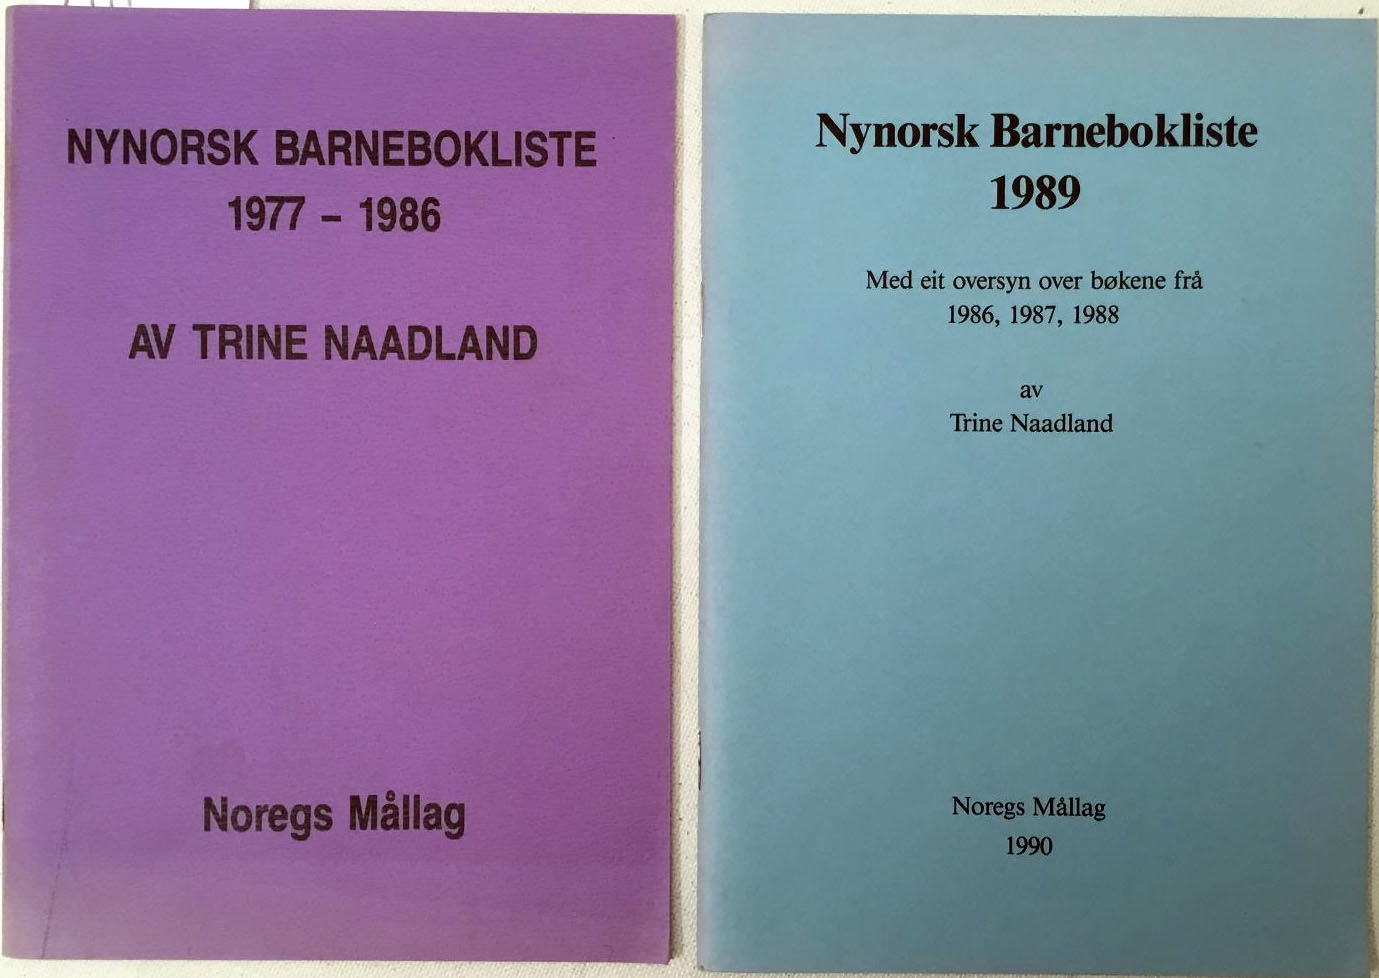 NYNORSK BARNEBOKLISTE
1977 - 1986
AV TRINE NAADLAND
Noregs Mållag
Nynorsk Barnebokliste
1989
Med eit oversyn over bøkene frå
1986, 1987, 1988
av
Trine Naadland
Noregs Mållag
1990